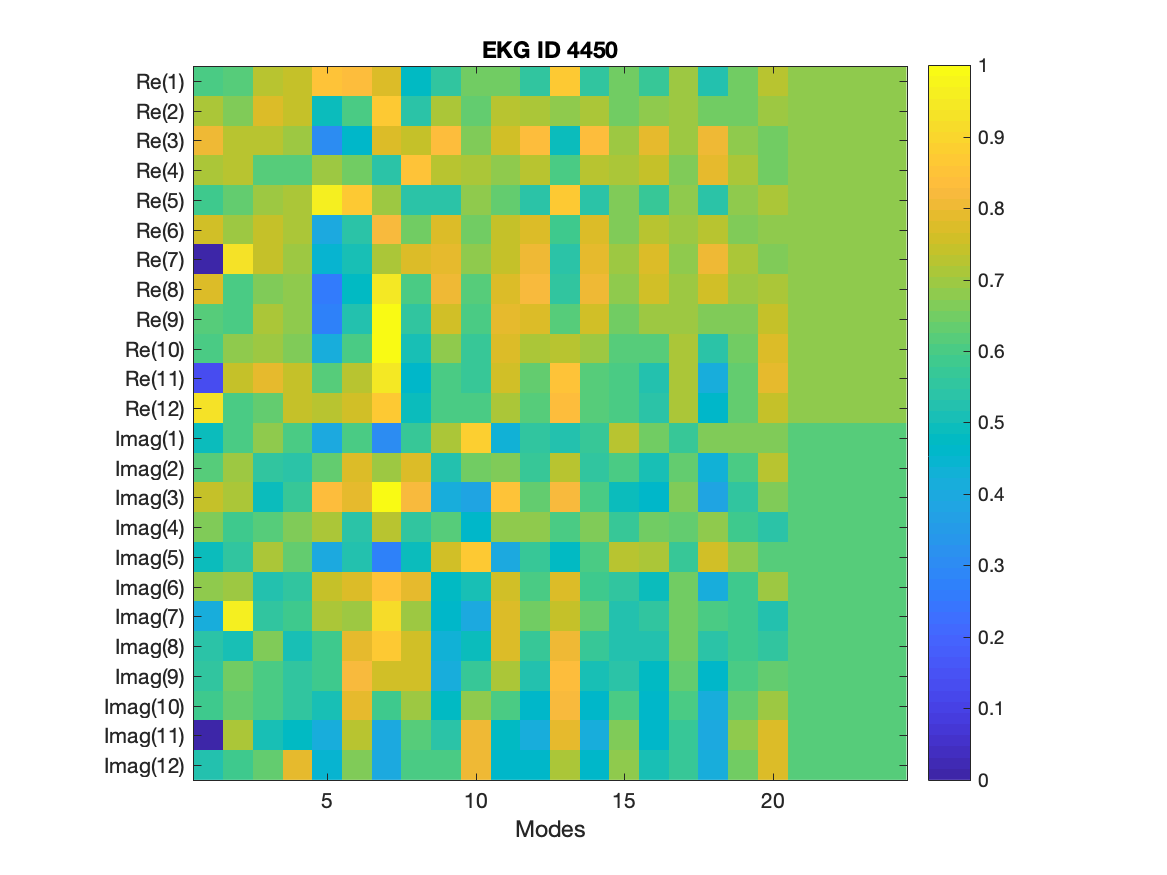 EKG ID 4450
Re(1)
Re(2)
Re(3)
Re(4)
Re(5)
Re(6)
Re(7)
Re(8)
Re(9)
Re(10)
Re(11)
Re(12)
Imag(1)
Imag(2)
Imag(3)
Imag(4)
Imag(5)
Imag(6)
Imag(7)
Imag(8)
Imag(9)
Imag(10)
Imag(11)
Imag(12)
5 10 15 20
Modes
1
0.9
0.8
0.7
0.6
0.5
0.4
0.3
0.2
0.1
0